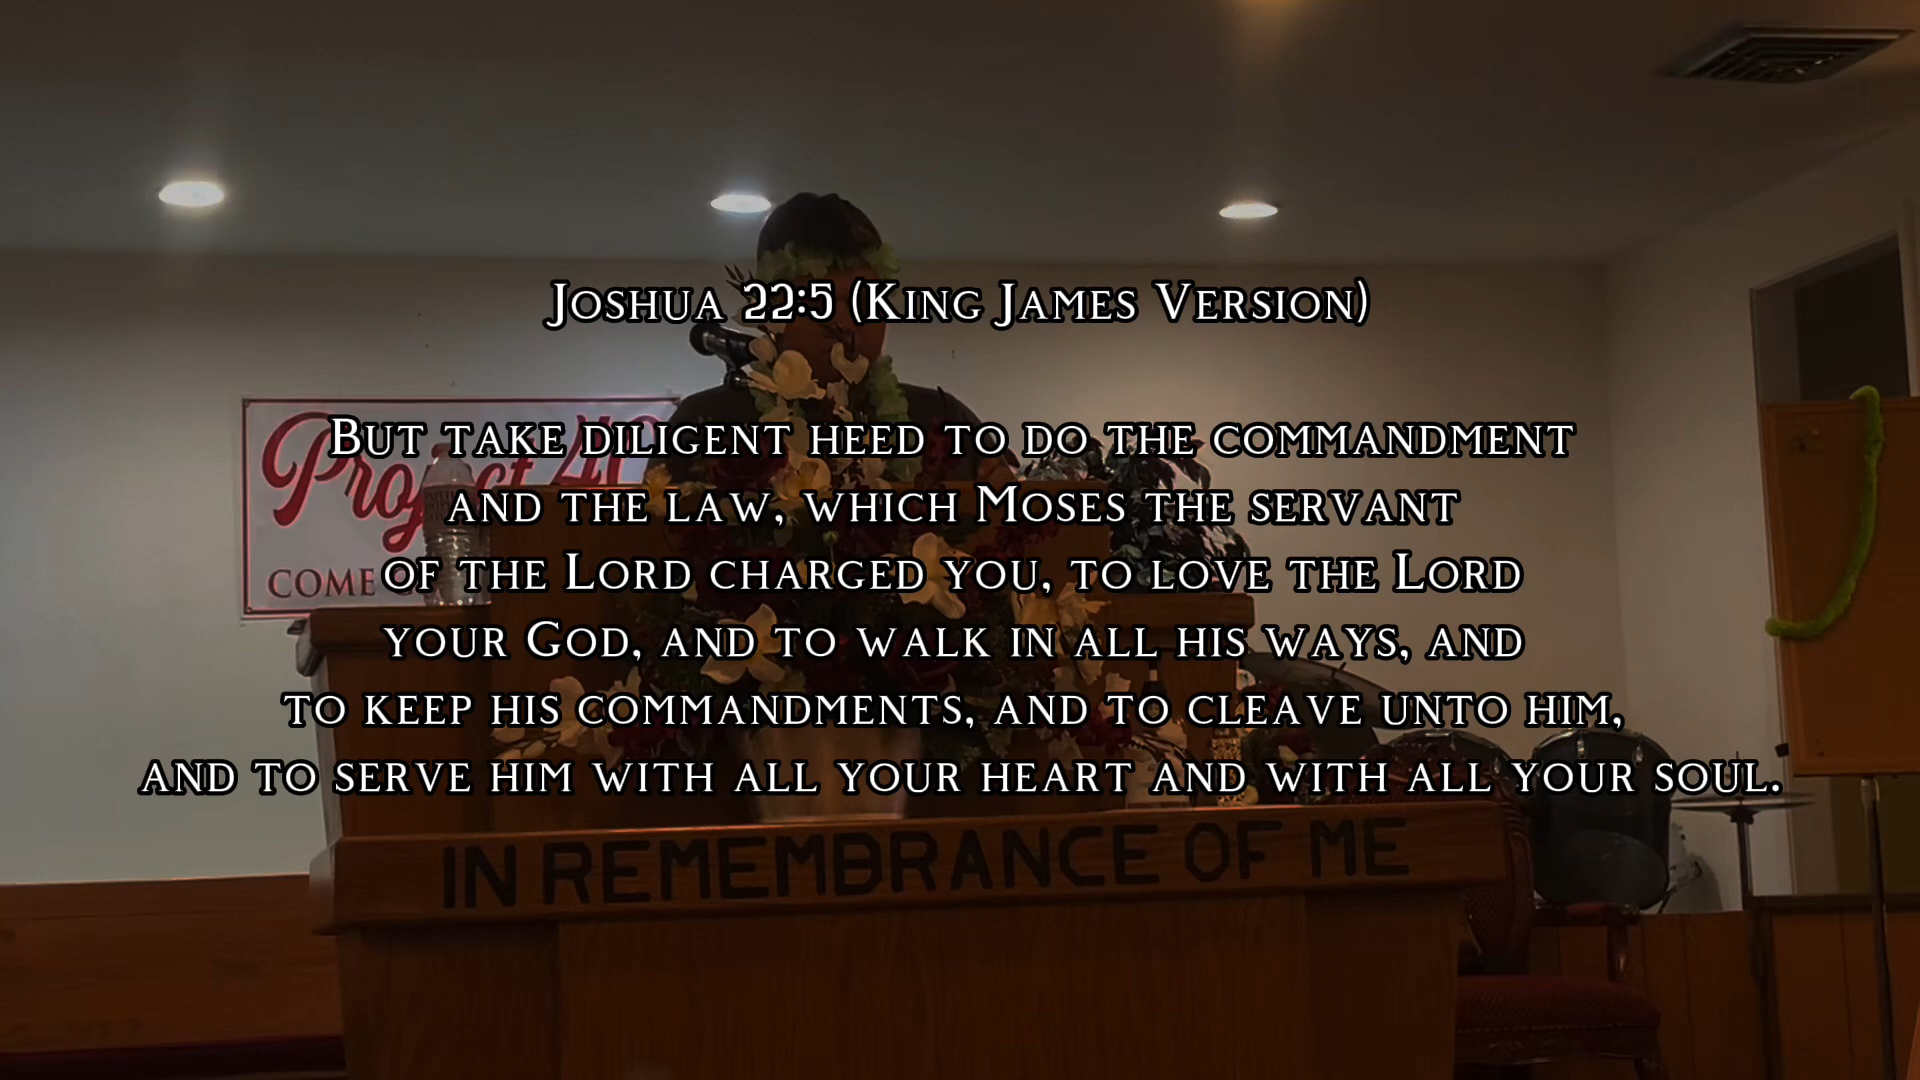 Joshua 22:5 (King James Version)
But take diligent heed to do the commandment
and the law, which Moses the servant
of the Lord charged you, to love the Lord
your God, and to walk in all his ways, and
to keep his commandments, and to cleave unto him,
and to serve him with all your heart and with all your soul.
Project
COME
IN REMEMBRANCE OF ME